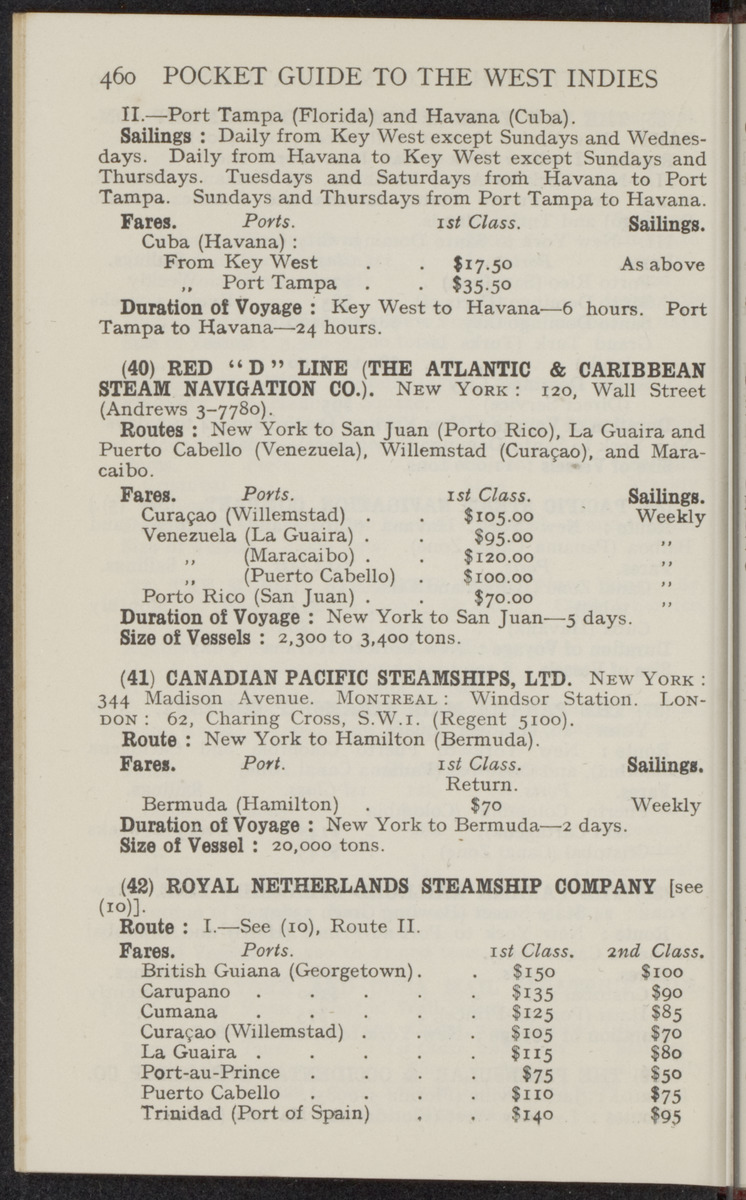 460 POCKET GUIDE TO THE WEST INDIES
II.—Port Tampa (Florida) and Havana (Cuba).
Sailings : Daily from Key West except Sundays and Wednes-
days. Daily from Havana to Key West except Sundays and
Thursdays. Tuesdays and Saturdays from Havana to Port
Tampa. Sundays and Thursdays from Port Tampa to Havana.
Fares. Ports. 1st Class. Sailings.
Cuba (Havana) :
From Key West . . $17.50 As above
„ Port Tampa . . $35.50
Duration of Voyage : Key West to Havana—6 hours. Port
Tampa to Havana—24 hours.
(40) RED “D” LINE (THE ATLANTIC & CARIBBEAN
STEAM NAVIGATION CO.). NEW YORK : 120, Wall Street
(Andrews 3-7780).
Routes : New York to San Juan (Porto Rico), La Guaira and
Puerto Cabello (Venezuela), Willemstad (Curaçao), and Mara-
caibo.
Fares. Ports. 1st Class. Sailings.
Curaçao (Willemstad) . . $105.00 Weekly
Venezuela (La Guaira) . . $95.00 ,,
,, (Maracaibo) . . $120.00 ,,
,, (Puerto Cabello) . $100.00 ,,
Porto Rico (San Juan) . . $70.00 ,,
Duration of Voyage : New York to San Juan—5 days.
Size of Vessels : 2,300 to 3,400 tons.
(41) CANADIAN PACIFIC STEAMSHIPS, LTD. NEW YORK :
344 Madison Avenue. MONTREAL : Windsor Station. LON-
DON : 62, Charing Cross, S.W.1. (Regent 5100).
Route : New York to Hamilton (Bermuda).
Fares. Port. 1st Class. Sailings.
Return.
Bermuda (Hamilton) . $70 Weekly
Duration of Voyage : New York to Bermuda—2 days.
Size of Vessel : 20,000 tons.
(42) ROYAL NETHERLANDS STEAMSHIP COMPANY [see
(10)].
Route : I.—See (10), Route II.
Fares. Ports. 1st Class. 2nd Class.
British Guiana (Georgetown) . . $150 $100
Carupano . . . . . $135 $90
Cumana . . . . . $125 $85
Curaçao (Willemstad) . . . $105 $70
La Guaira . . . . . $115 $80
Port-au-Prince . . . . $75 $50
Puerto Cabello . . . . $110 $75
Trinidad (Port of Spain) . . $140 $95